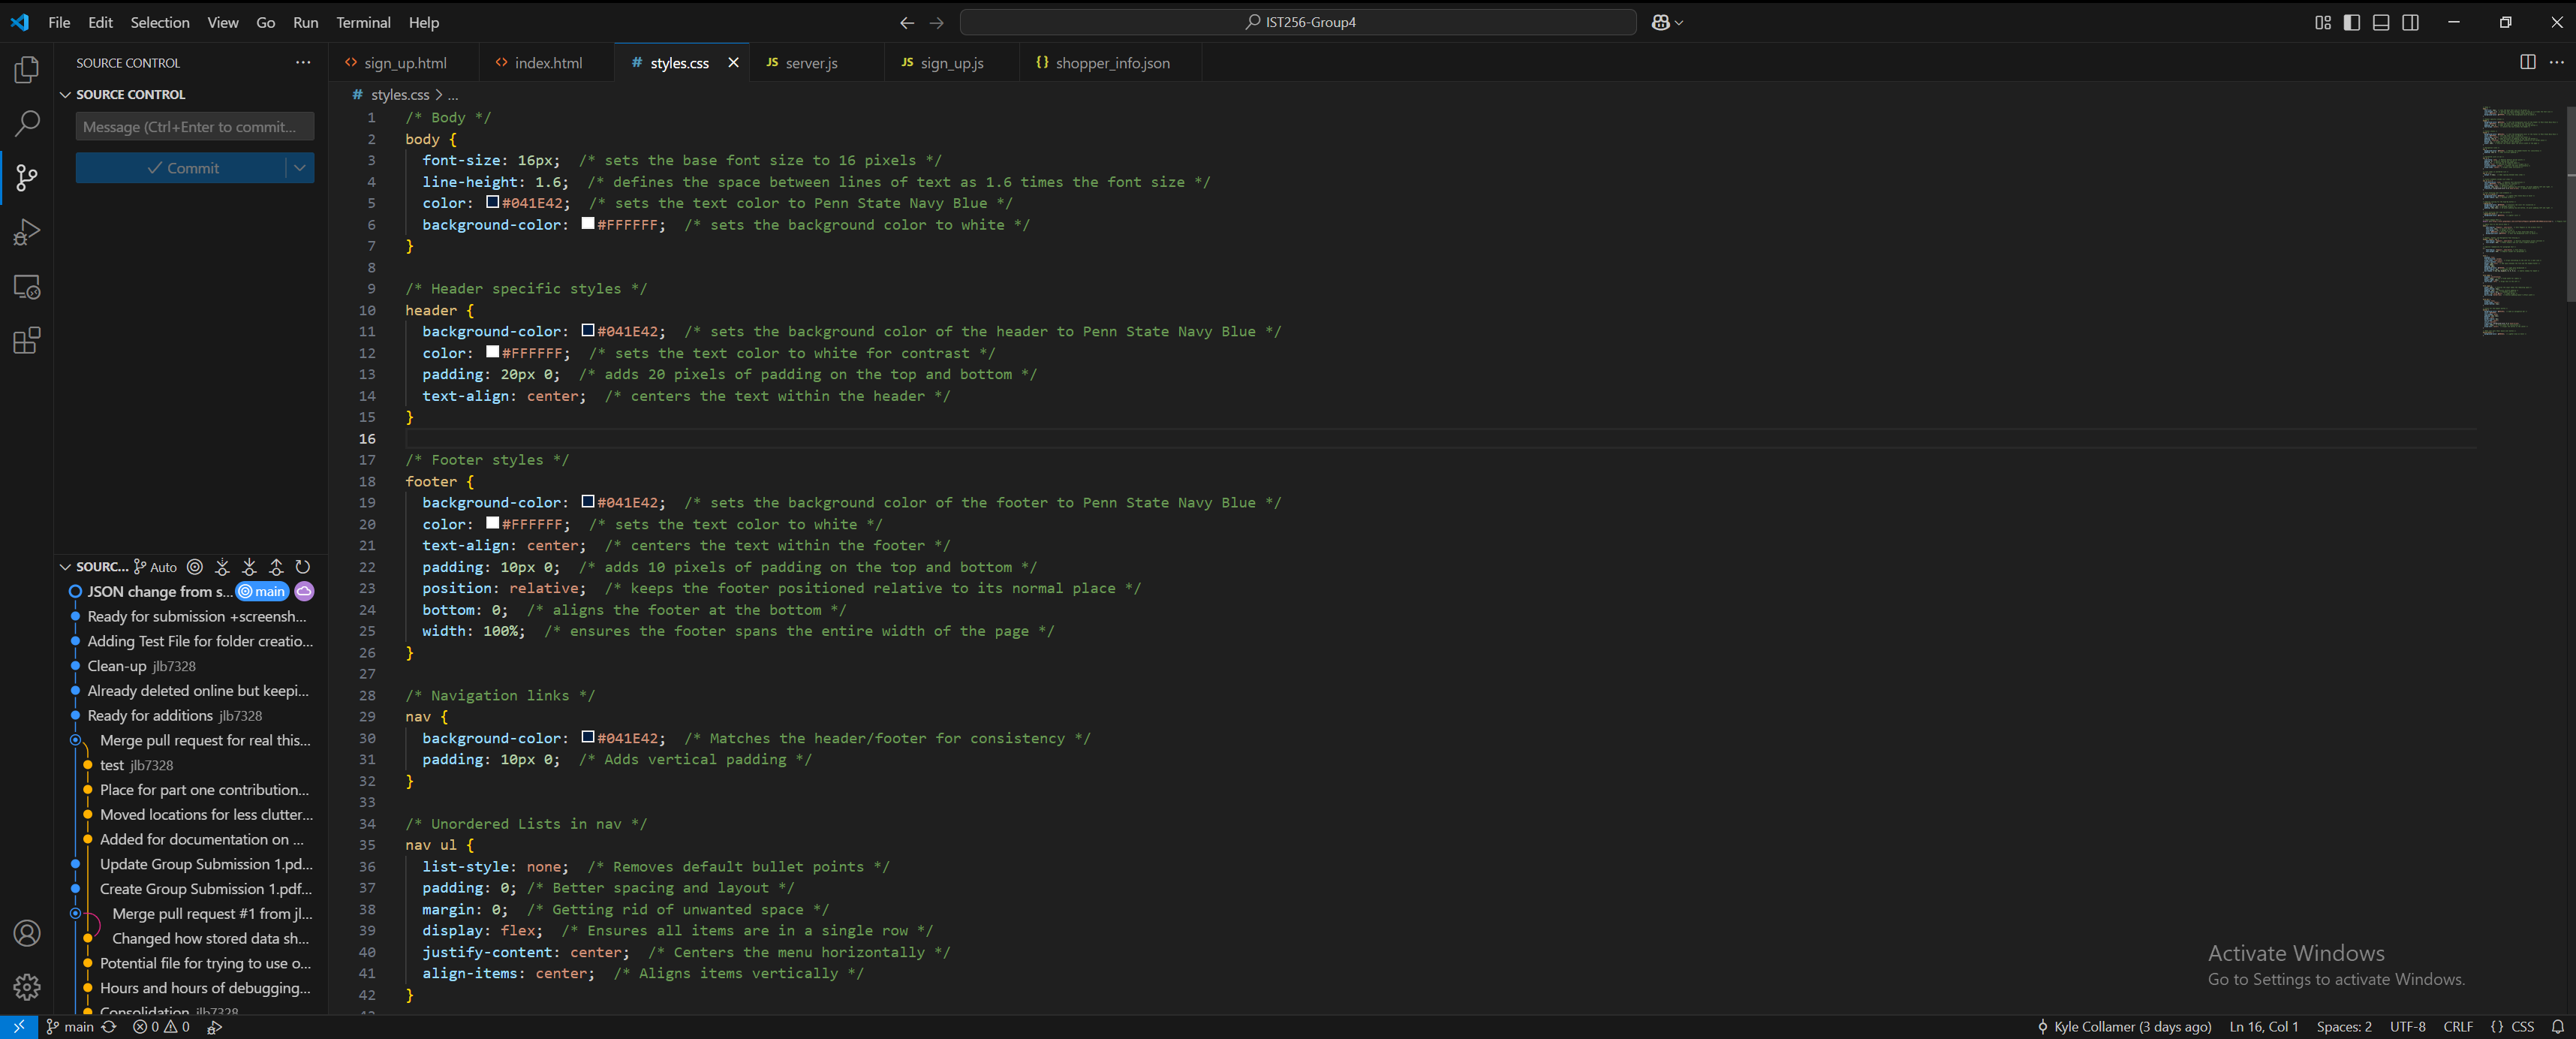 File Edit Selection View Go Run Terminal Help
IST256-Group4
SOURCE CONTROL
SOURCE CONTROL
Message (Ctrl+Enter to commit...
Commit
SOURC... Auto
JSON change from s... main
Ready for submission +screensh...
Adding Test File for folder creatio...
Clean-up jlb7328
Already deleted online but keepi...
Ready for additions jlb7328
Merge pull request for real this...
test jlb7328
Place for part one contribution...
Moved locations for less clutter...
Added for documentation on ...
Update Group Submission 1.pd...
Create Group Submission 1.pdf...
Merge pull request #1 from jl...
Changed how stored data sh...
Potential file for trying to use o...
Hours and hours of debugging...
Consolidation jlb7328
sign_up.html index.html # styles.css JS server.js JS sign_up.js {} shopper_info.json
# styles.css > ...
1 /* Body */
2 body {
3 font-size: 16px; /* sets the base font size to 16 pixels */
4 line-height: 1.6; /* defines the space between lines of text as 1.6 times the font size */
5 color: #041E42; /* sets the text color to Penn State Navy Blue */
6 background-color: #FFFFFF; /* sets the background color to white */
7 }
8
9 /* Header specific styles */
10 header {
11 background-color: #041E42; /* sets the background color of the header to Penn State Navy Blue */
12 color: #FFFFFF; /* sets the text color to white for contrast */
13 padding: 20px 0; /* adds 20 pixels of padding on the top and bottom */
14 text-align: center; /* centers the text within the header */
15 }
16
17 /* Footer styles */
18 footer {
19 background-color: #041E42; /* sets the background color of the footer to Penn State Navy Blue */
20 color: #FFFFFF; /* sets the text color to white */
21 text-align: center; /* centers the text within the footer */
22 padding: 10px 0; /* adds 10 pixels of padding on the top and bottom */
23 position: relative; /* keeps the footer positioned relative to its normal place */
24 bottom: 0; /* aligns the footer at the bottom */
25 width: 100%; /* ensures the footer spans the entire width of the page */
26 }
27
28 /* Navigation links */
29 nav {
30 background-color: #041E42; /* Matches the header/footer for consistency */
31 padding: 10px 0; /* Adds vertical padding */
32 }
33
34 /* Unordered Lists in nav */
35 nav ul {
36 list-style: none; /* Removes default bullet points */
37 padding: 0; /* Better spacing and layout */
38 margin: 0; /* Getting rid of unwanted space */
39 display: flex; /* Ensures all items are in a single row */
40 justify-content: center; /* Centers the menu horizontally */
41 align-items: center; /* Aligns items vertically */
42 }
Activate Windows
Go to Settings to activate Windows.
main 0 0 Kyle Collamer (3 days ago) Ln 16, Col 1 Spaces: 2 UTF-8 CRLF {} CSS